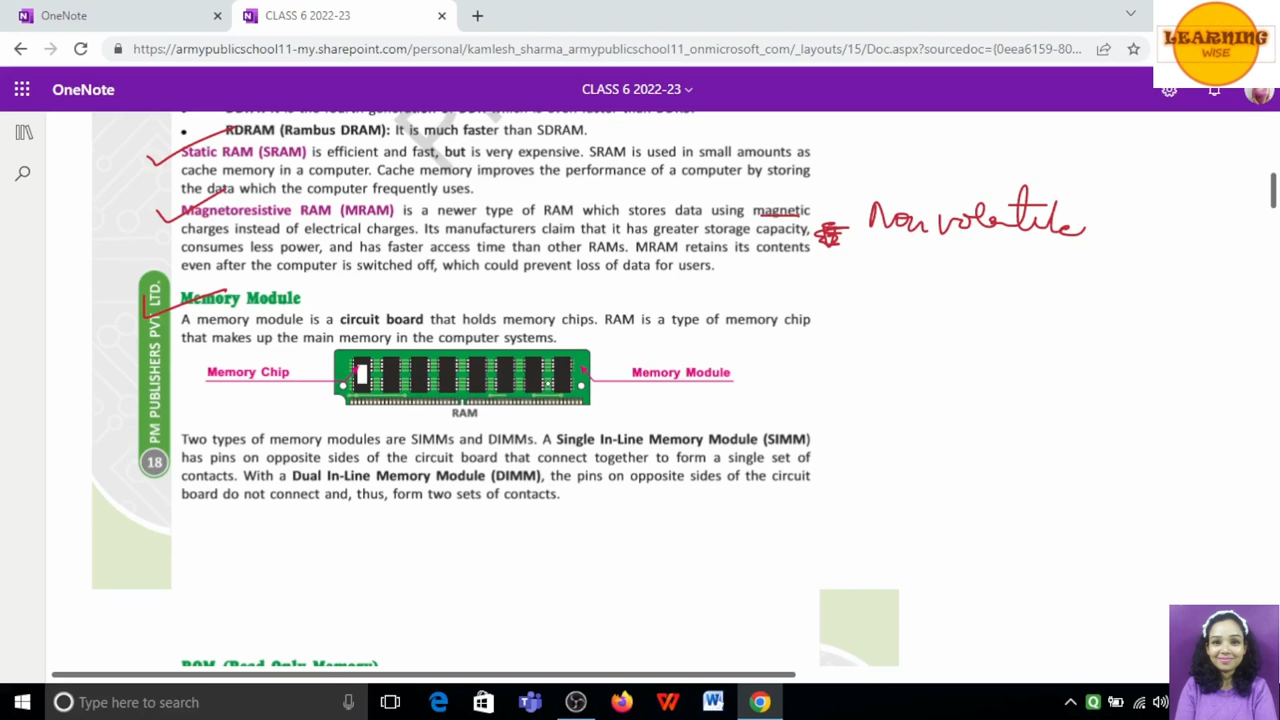 OneNote
CLASS 6 2022-23
https://armypublicschool11-my.sharepoint.com/personal/kamlesh_sharma_armypublicschool11_onmicrosoft_com/_layouts/15/Doc.aspx?sourcedoc={0eea6159-80...
LEARNING
WISE
OneNote
CLASS 6 2022-23
• RDRAM (Rambus DRAM): It is much faster than SDRAM.
Static RAM (SRAM) is efficient and fast, but is very expensive. SRAM is used in small amounts as
cache memory in a computer. Cache memory improves the performance of a computer by storing
the data which the computer frequently uses.
Magnetoresistive RAM (MRAM) is a newer type of RAM which stores data using magnetic
charges instead of electrical charges. Its manufacturers claim that it has greater storage capacity,
consumes less power, and has faster access time than other RAMs. MRAM retains its contents
even after the computer is switched off, which could prevent loss of data for users.
Non volatile
Memory Module
A memory module is a circuit board that holds memory chips. RAM is a type of memory chip
that makes up the main memory in the computer systems.
Memory Chip
Memory Module
RAM
Two types of memory modules are SIMMs and DIMMs. A Single In-Line Memory Module (SIMM)
has pins on opposite sides of the circuit board that connect together to form a single set of
contacts. With a Dual In-Line Memory Module (DIMM), the pins on opposite sides of the circuit
board do not connect and, thus, form two sets of contacts.
PM PUBLISHERS PVT. LTD.
18
ROM (Read Only Memory)
Type here to search